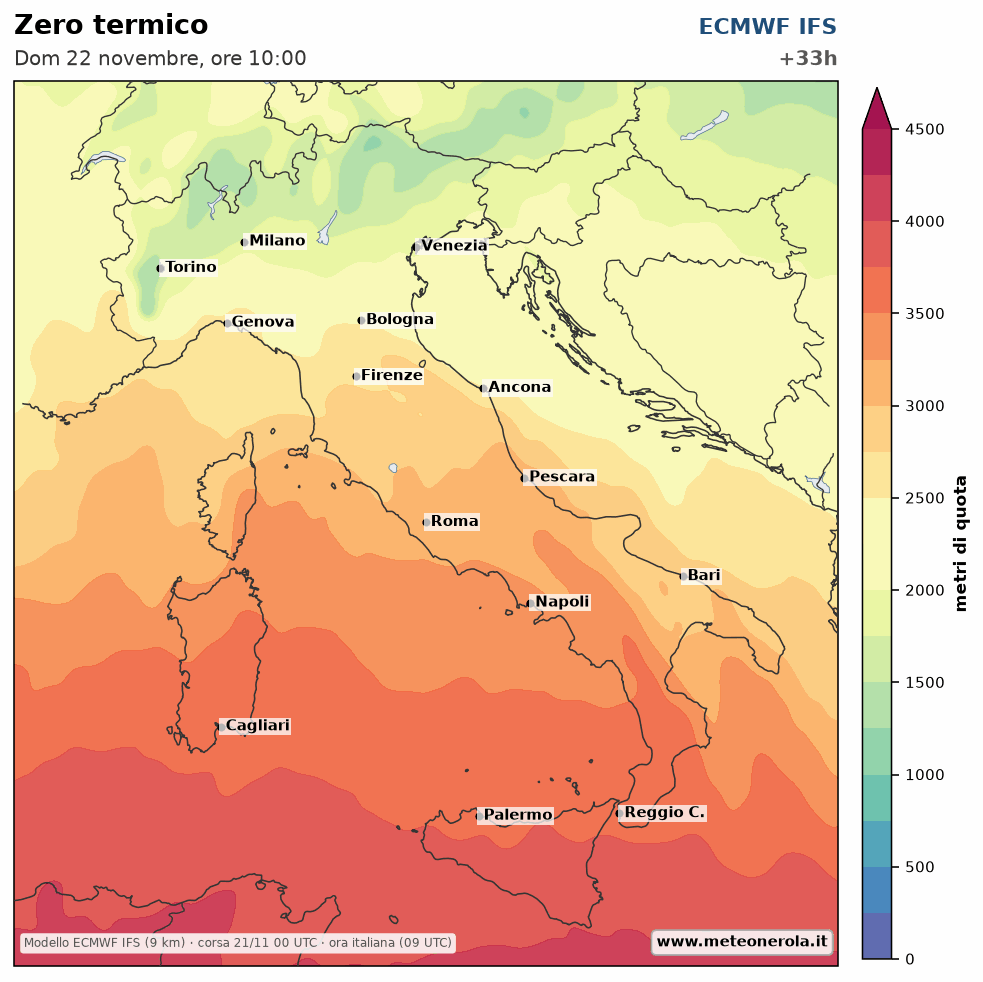 Zero termico
ECMWF IFS
Dom 22 novembre, ore 10:00
+33h
Milano
Venezia
Torino
Genova
Bologna
Firenze
Ancona
Pescara
Roma
Bari
Napoli
Cagliari
Palermo
Reggio C.
4500
4000
3500
3000
2500
2000
1500
1000
500
0
metri di quota
Modello ECMWF IFS (9 km) · corsa 21/11 00 UTC · ora italiana (09 UTC)
www.meteonerola.it